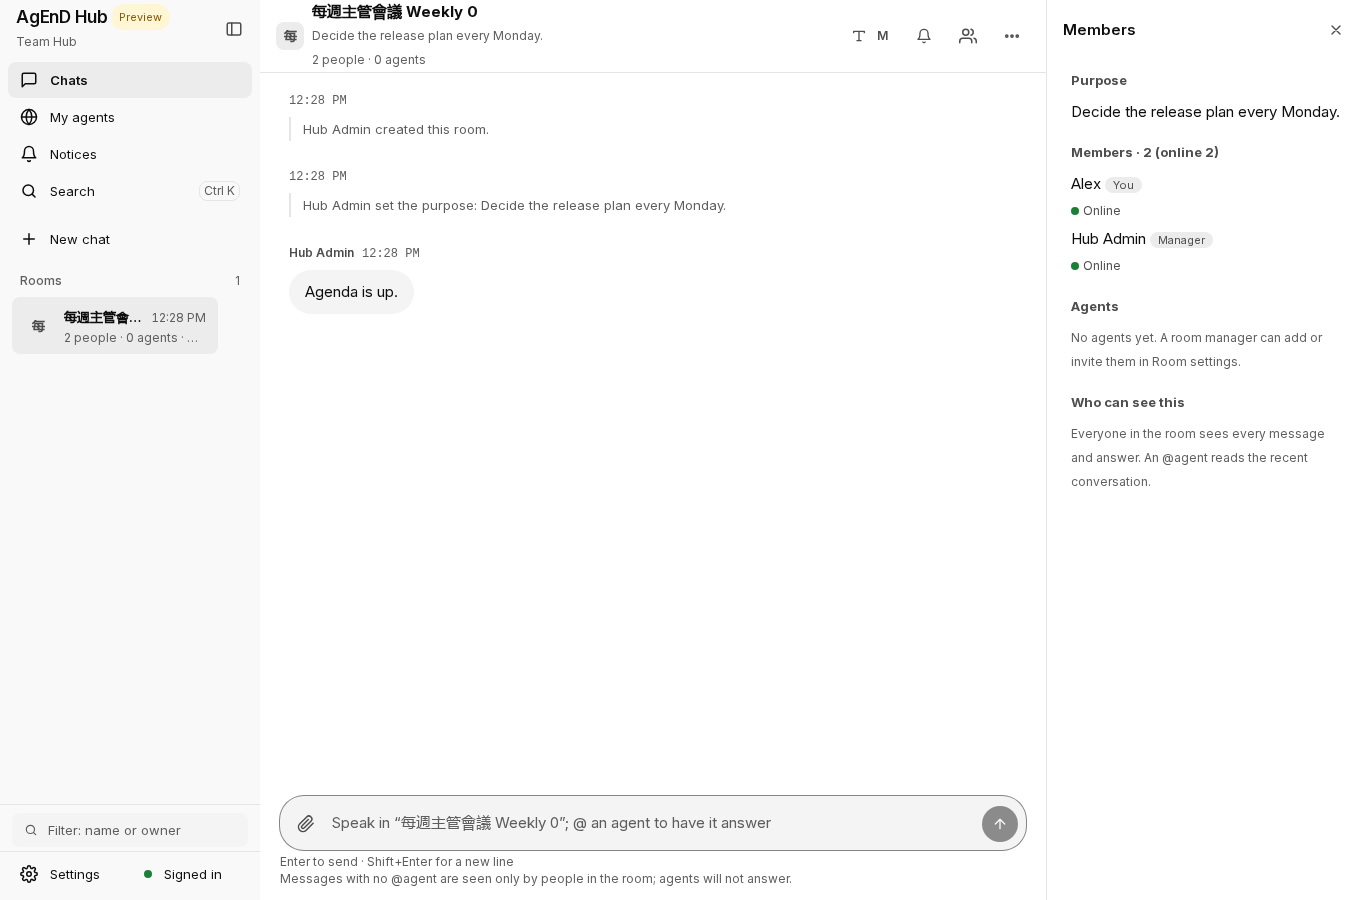 AgEnD Hub Preview
Team Hub
Chats
My agents
Notices
Search Ctrl K
New chat
Rooms 1
每 每週主管會… 12:28 PM
2 people · 0 agents · …
Filter: name or owner
Settings Signed in
每週主管會議 Weekly 0
每 Decide the release plan every Monday.
2 people · 0 agents
T M
12:28 PM
Hub Admin created this room.
12:28 PM
Hub Admin set the purpose: Decide the release plan every Monday.
Hub Admin 12:28 PM
Agenda is up.
Speak in “每週主管會議 Weekly 0”; @ an agent to have it answer
Enter to send · Shift+Enter for a new line
Messages with no @agent are seen only by people in the room; agents will not answer.
Members
Purpose
Decide the release plan every Monday.
Members · 2 (online 2)
Alex You
Online
Hub Admin Manager
Online
Agents
No agents yet. A room manager can add or
invite them in Room settings.
Who can see this
Everyone in the room sees every message
and answer. An @agent reads the recent
conversation.